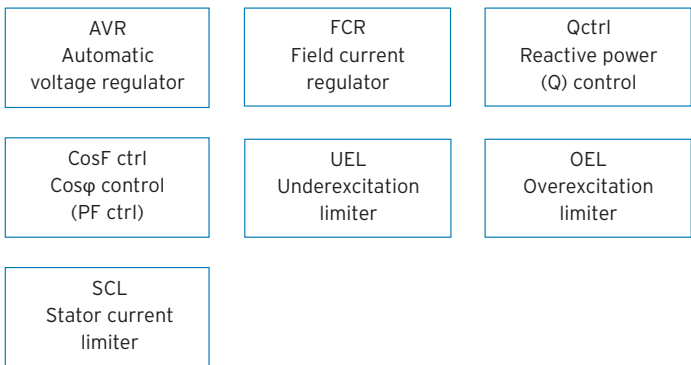 AVR
Automatic
voltage regulator
FCR
Field current
regulator
Qctrl
Reactive power
(Q) control
CosF ctrl
Cosφ control
(PF ctrl)
UEL
Underexcitation
limiter
OEL
Overexcitation
limiter
SCL
Stator current
limiter